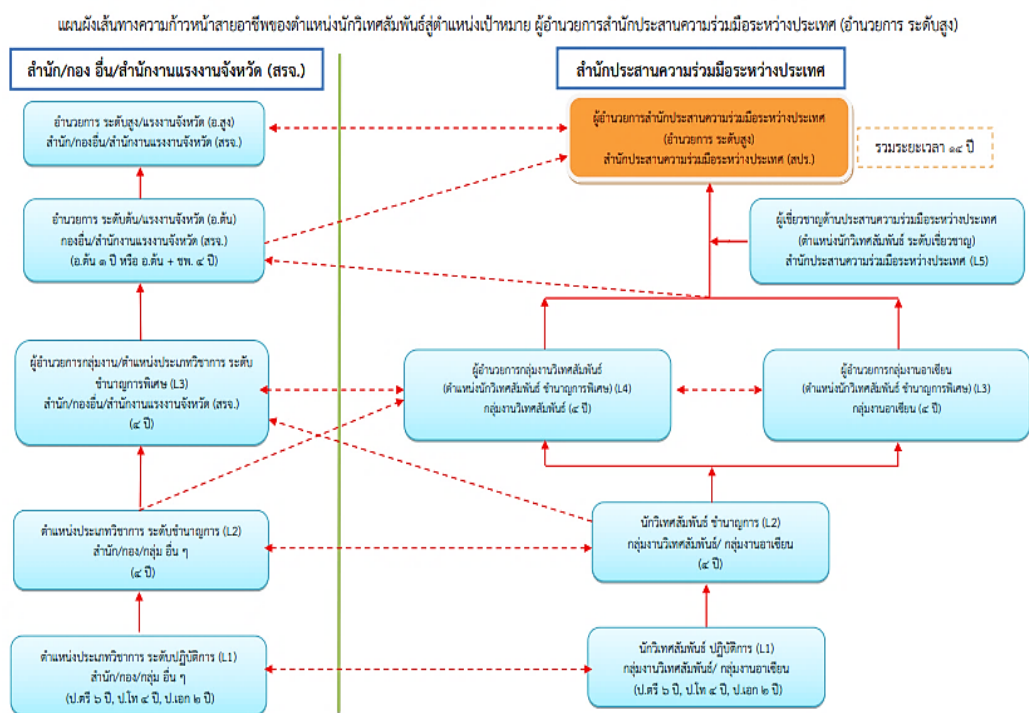 แผนผังเส้นทางความก้าวหน้าสายอาชีพของตำแหน่งนักวิเทศสัมพันธ์สู่ตำแหน่งเป้าหมาย ผู้อำนวยการสำนักประสานความร่วมมือระหว่างประเทศ (อำนวยการ ระดับสูง)
สำนัก/กอง อื่น/สำนักงานแรงงานจังหวัด (สรจ.)
สำนักประสานความร่วมมือระหว่างประเทศ
อำนวยการ ระดับสูง/แรงงานจังหวัด (อ.สูง)
สำนัก/กองอื่น/สำนักงานแรงงานจังหวัด (สรจ.)
ผู้อำนวยการสำนักประสานความร่วมมือระหว่างประเทศ
(อำนวยการ ระดับสูง)
สำนักประสานความร่วมมือระหว่างประเทศ (สปร.)
รวมระยะเวลา ๑๔ ปี
อำนวยการ ระดับต้น/แรงงานจังหวัด (อ.ต้น)
กองอื่น/สำนักงานแรงงานจังหวัด (สรจ.)
(อ.ต้น ๑ ปี หรือ อ.ต้น + ชพ. ๔ ปี)
ผู้เชี่ยวชาญด้านประสานความร่วมมือระหว่างประเทศ
(ตำแหน่งนักวิเทศสัมพันธ์ ระดับเชี่ยวชาญ)
สำนักประสานความร่วมมือระหว่างประเทศ (L5)
ผู้อำนวยการกลุ่มงาน/ตำแหน่งประเภทวิชาการ ระดับ
ชำนาญการพิเศษ (L3)
สำนัก/กองอื่น/สำนักงานแรงงานจังหวัด (สรจ.)
(๔ ปี)
ผู้อำนวยการกลุ่มงานวิเทศสัมพันธ์
(ตำแหน่งนักวิเทศสัมพันธ์ ชำนาญการพิเศษ) (L4)
กลุ่มงานวิเทศสัมพันธ์ (๔ ปี)
ผู้อำนวยการกลุ่มงานอาเซียน
(ตำแหน่งนักวิเทศสัมพันธ์ ชำนาญการพิเศษ) (L3)
กลุ่มงานอาเซียน (๔ ปี)
ตำแหน่งประเภทวิชาการ ระดับชำนาญการ (L2)
สำนัก/กอง/กลุ่ม อื่น ๆ
(๔ ปี)
นักวิเทศสัมพันธ์ ชำนาญการ (L2)
กลุ่มงานวิเทศสัมพันธ์/ กลุ่มงานอาเซียน
(๔ ปี)
ตำแหน่งประเภทวิชาการ ระดับปฏิบัติการ (L1)
สำนัก/กอง/กลุ่ม อื่น ๆ
(ป.ตรี ๖ ปี, ป.โท ๔ ปี, ป.เอก ๒ ปี)
นักวิเทศสัมพันธ์ ปฏิบัติการ (L1)
กลุ่มงานวิเทศสัมพันธ์/ กลุ่มงานอาเซียน
(ป.ตรี ๖ ปี, ป.โท ๔ ปี, ป.เอก ๒ ปี)